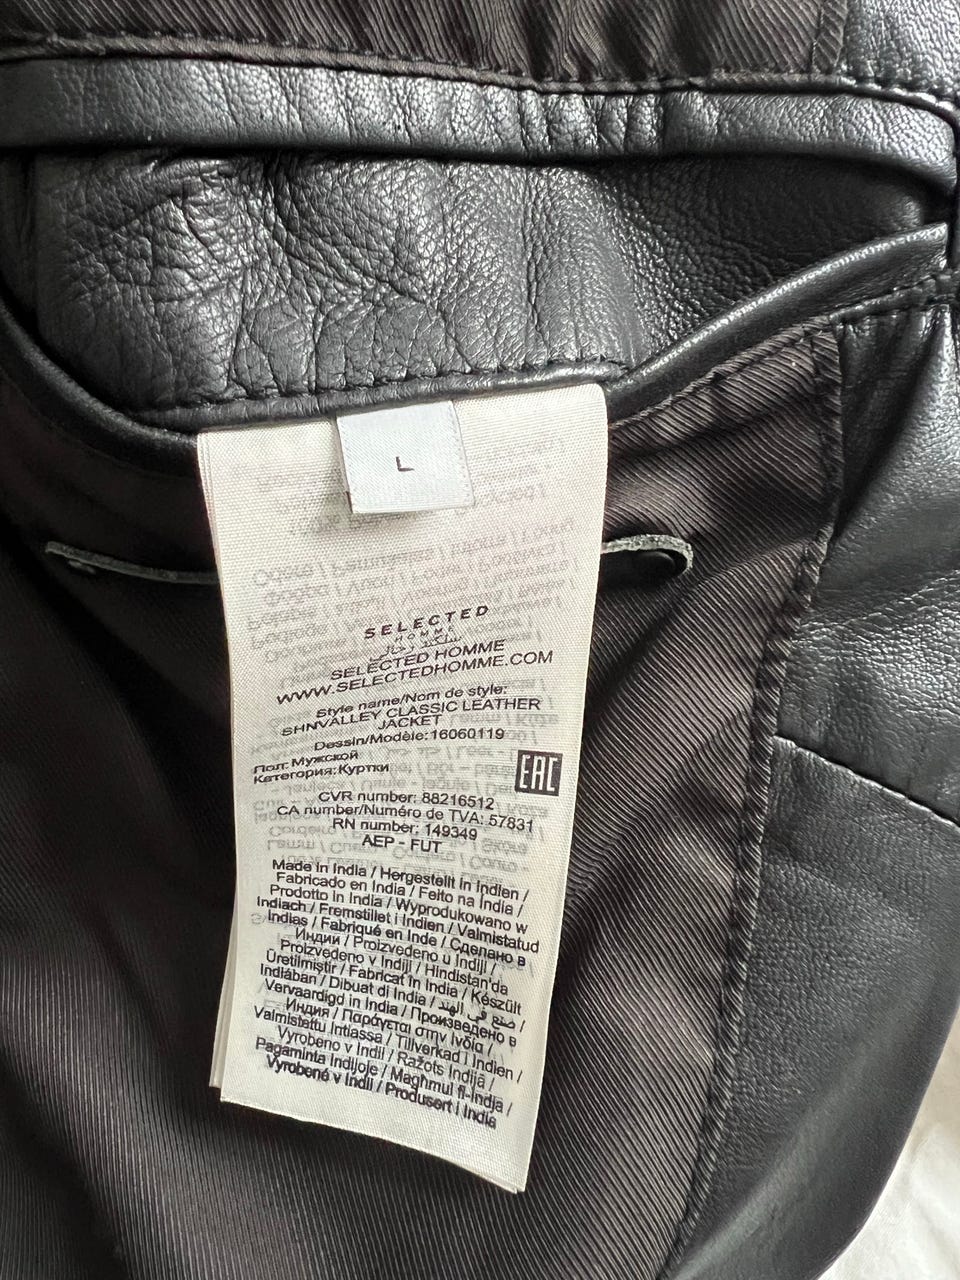 L
SELECTED
HOMME
سلكتد رجالي
SELECTED HOMME
WWW.SELECTEDHOMME.COM
Style name/Nom de style:
SHNVALLEY CLASSIC LEATHER
JACKET
Dessin/Modèle: 16060119
Пол: Мужской
Категория: Куртки
EAC
CVR number: 88216512
CA number/Numéro de TVA: 57831
RN number: 149349
AEP - FUT
Made in India / Hergestellt in Indien /
Fabricado en India / Feito na Índia /
Prodotto in India / Wyprodukowano w
Indiach / Fremstillet i Indien / Valmistatud
Indias / Fabriqué en Inde / Сделано в
Индии / Proizvedeno u Indiji /
Proizvedeno v Indiji / Hindistan'da
Üretilmiştir / Fabricat în India / Készült
Indlában / Dibuat di India / صنع في الهند /
Vervaardigd in India / Произведено в
Индия / Παράγεται στην Ινδία /
Valmistettu Intiassa / Tillverkad i Indien /
Vyrobeno v Indii / Ražots Indijā /
Pagaminta Indijoje / Magħmul fl-Indja /
Vyrobené v Indii / Produsert i India